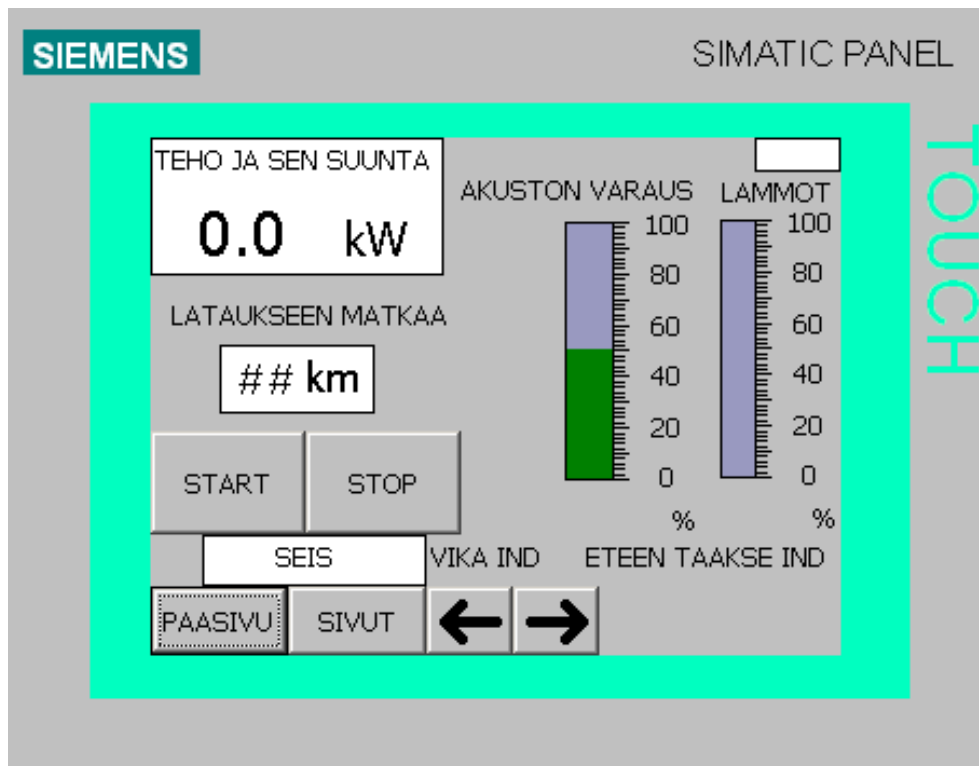 SIEMENS
SIMATIC PANEL
TOUCH
TEHO JA SEN SUUNTA
0.0 kW
LATAUKSEEN MATKAA
## km
AKUSTON VARAUS
100
80
60
40
20
0
%
LAMMOT
100
80
60
40
20
0
%
START
STOP
SEIS
VIKA IND
ETEEN TAAKSE IND
PAASIVU
SIVUT